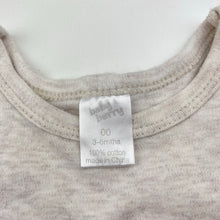 baby
berry
00
3-6mths
100% cotton
made in China